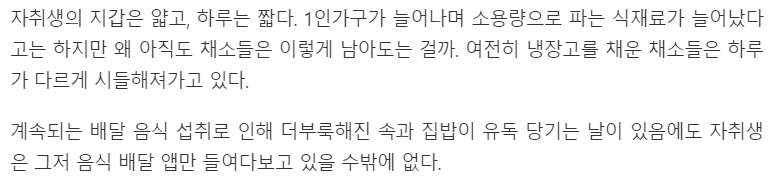 자취생의 지갑은 얇고, 하루는 짧다. 1인가구가 늘어나며 소용량으로 파는 식재료가 늘어났다
고는 하지만 왜 아직도 채소들은 이렇게 남아도는 걸까. 여전히 냉장고를 채운 채소들은 하루
가 다르게 시들해져가고 있다.
계속되는 배달 음식 섭취로 인해 더부룩해진 속과 집밥이 유독 당기는 날이 있음에도 자취생
은 그저 음식 배달 앱만 들여다보고 있을 수밖에 없다.